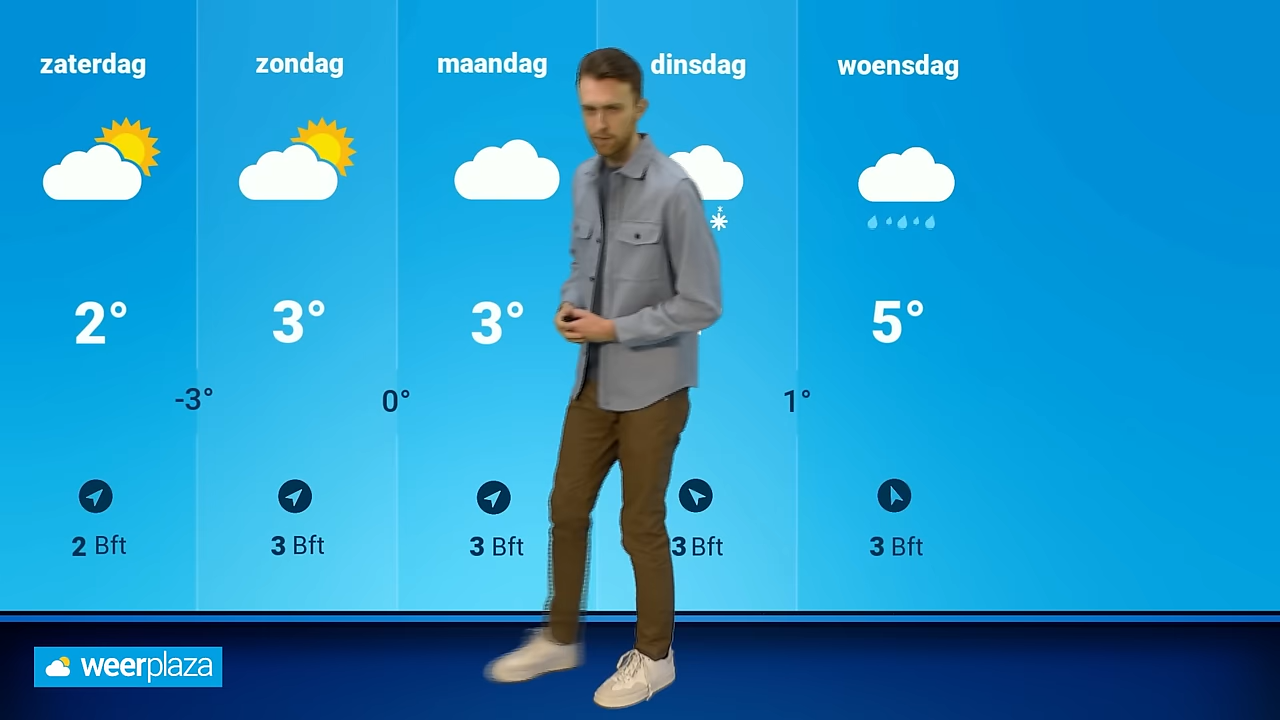 zaterdag zondag maandag dinsdag woensdag
2° 3° 3° 5°
-3° 0° 1°
2 Bft 3 Bft 3 Bft 3 Bft 3 Bft
weerplaza